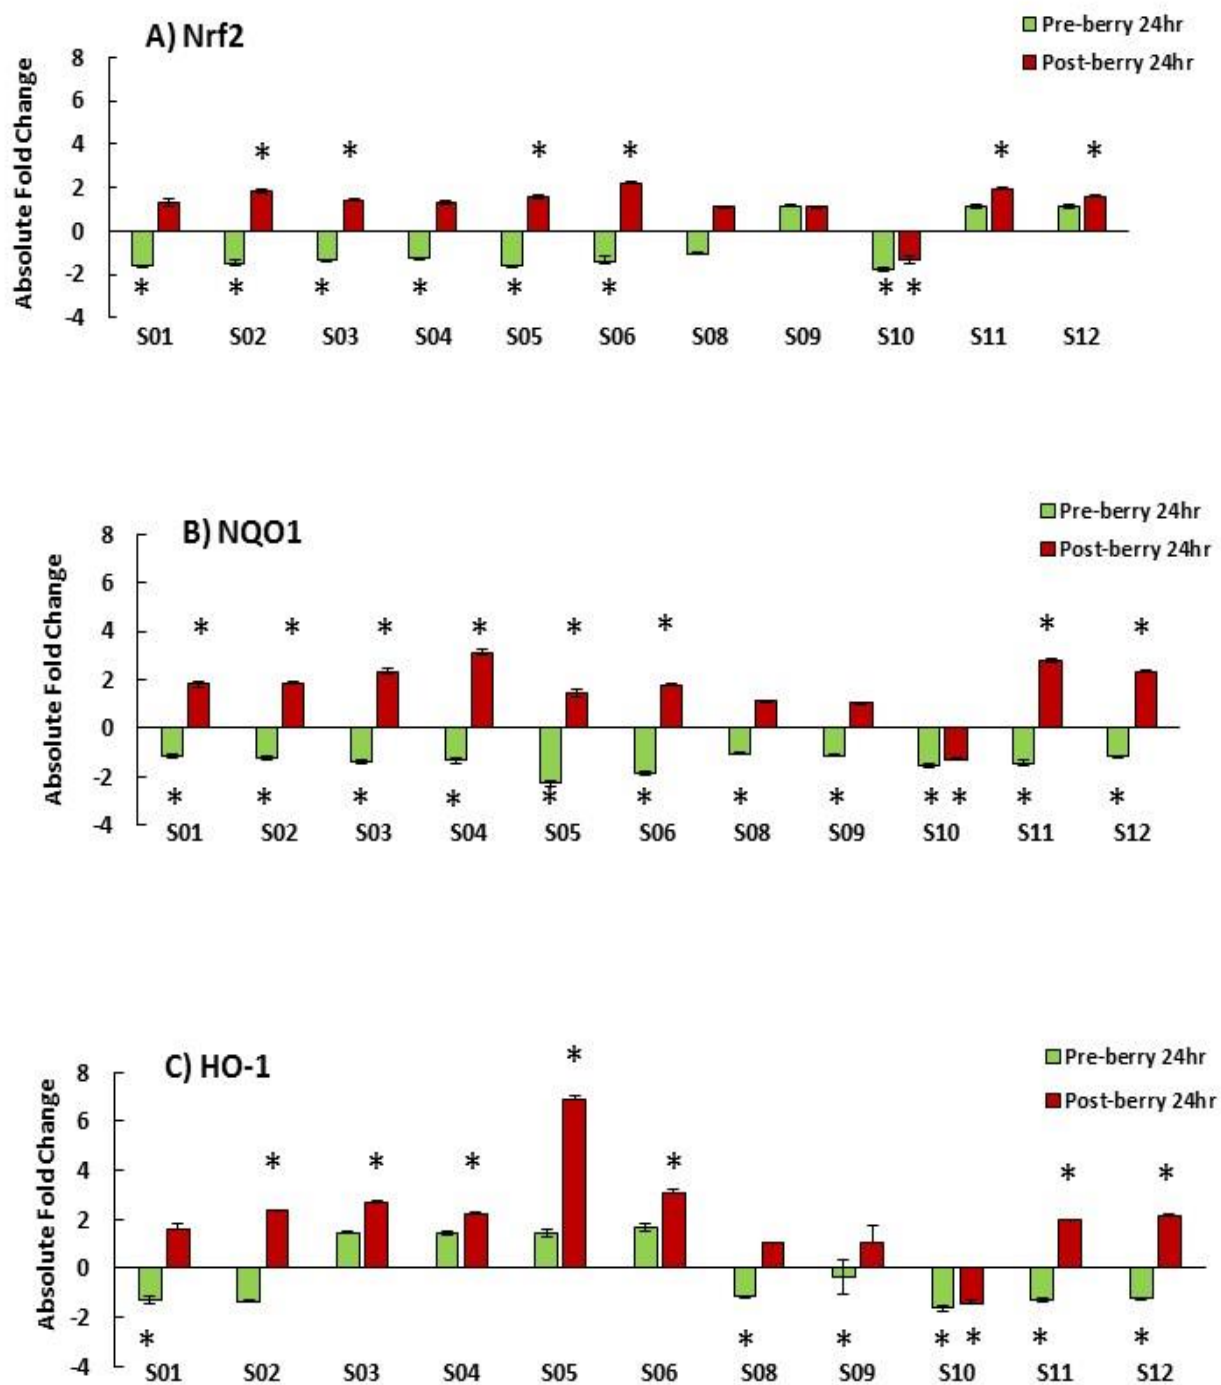 A) Nrf2
Pre-berry 24hr
Post-berry 24hr
Absolute Fold Change
8
6
4
2
0
-2
-4
* * * * * *
* * * * * * * *
S01 S02 S03 S04 S05 S06 S08 S09 S10 S11 S12
B) NQO1
Pre-berry 24hr
Post-berry 24hr
Absolute Fold Change
8
6
4
2
0
-2
-4
* * * * * * * *
* * * * * * * * * * * *
S01 S02 S03 S04 S05 S06 S08 S09 S10 S11 S12
C) HO-1
Pre-berry 24hr
Post-berry 24hr
Absolute Fold Change
8
6
4
2
0
-2
-4
* * * * * * *
* * * * * * *
S01 S02 S03 S04 S05 S06 S08 S09 S10 S11 S12